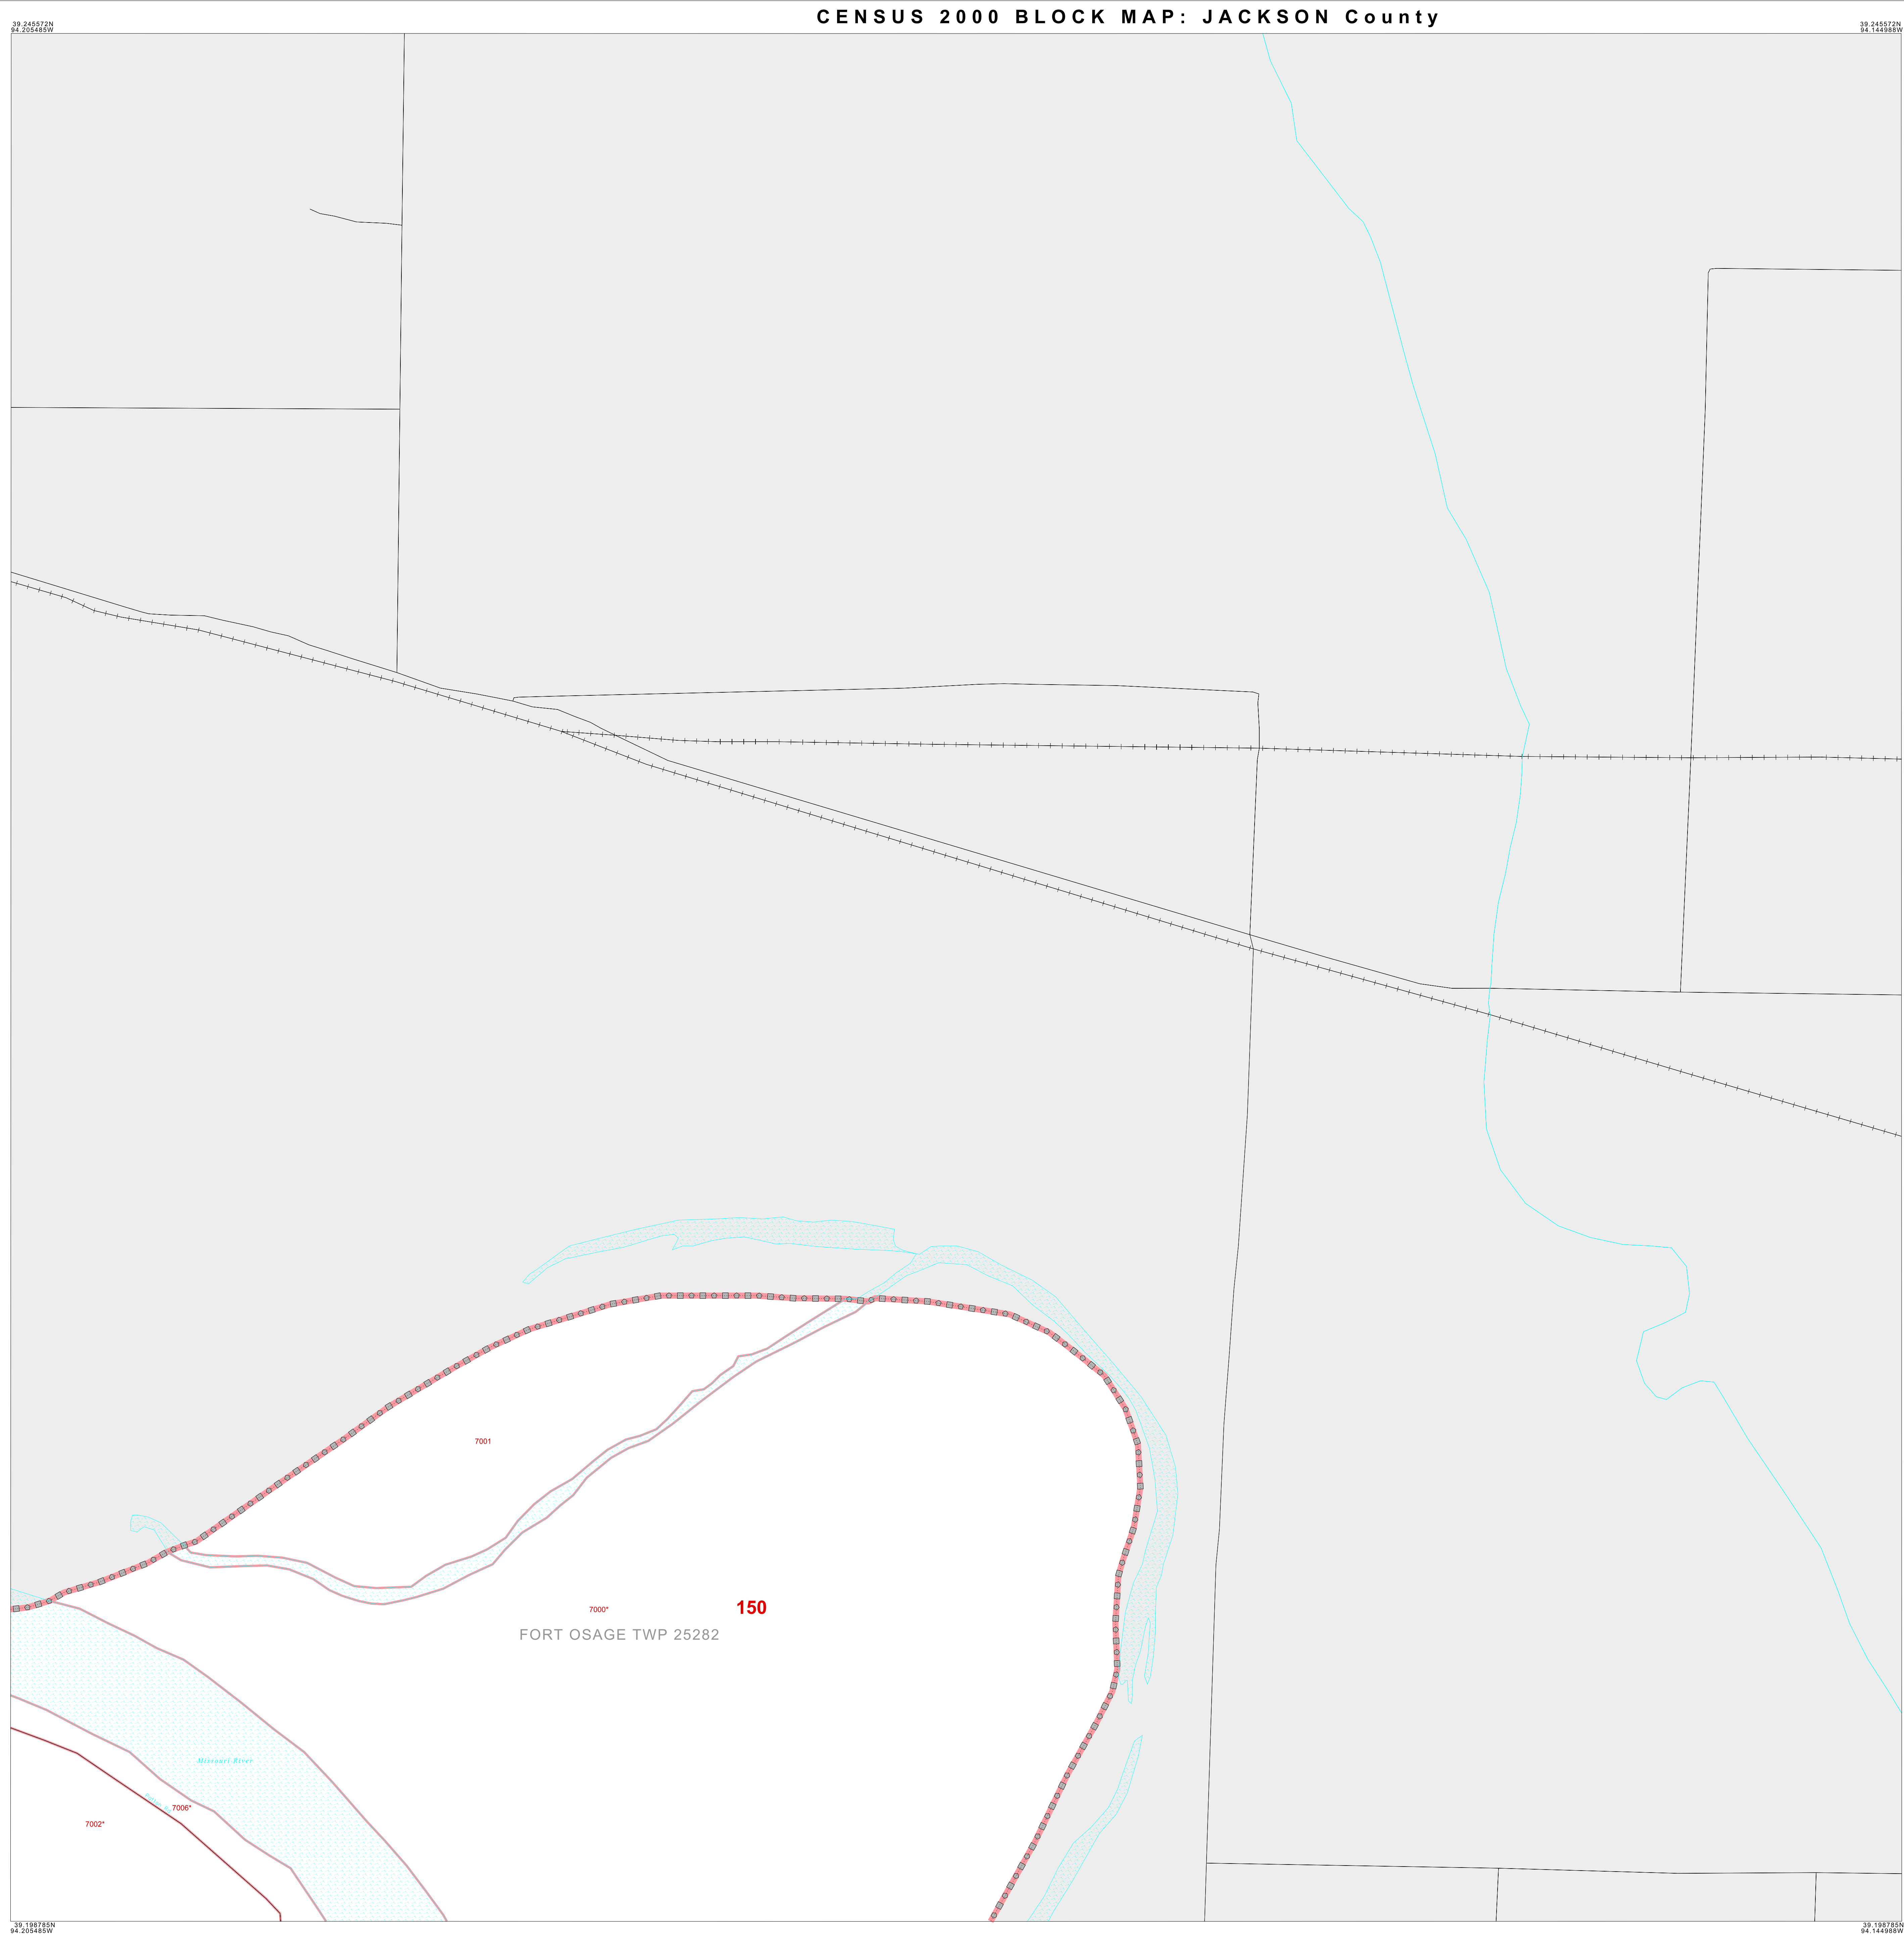 CENSUS 2000 BLOCK MAP: JACKSON County
39.245572N
94.205485W
39.245572N
94.144988W
7001
7000*
150
FORT OSAGE TWP 25282
Missouri River
7006*
7002*
39.198785N
94.205485W
39.198785N
94.144988W